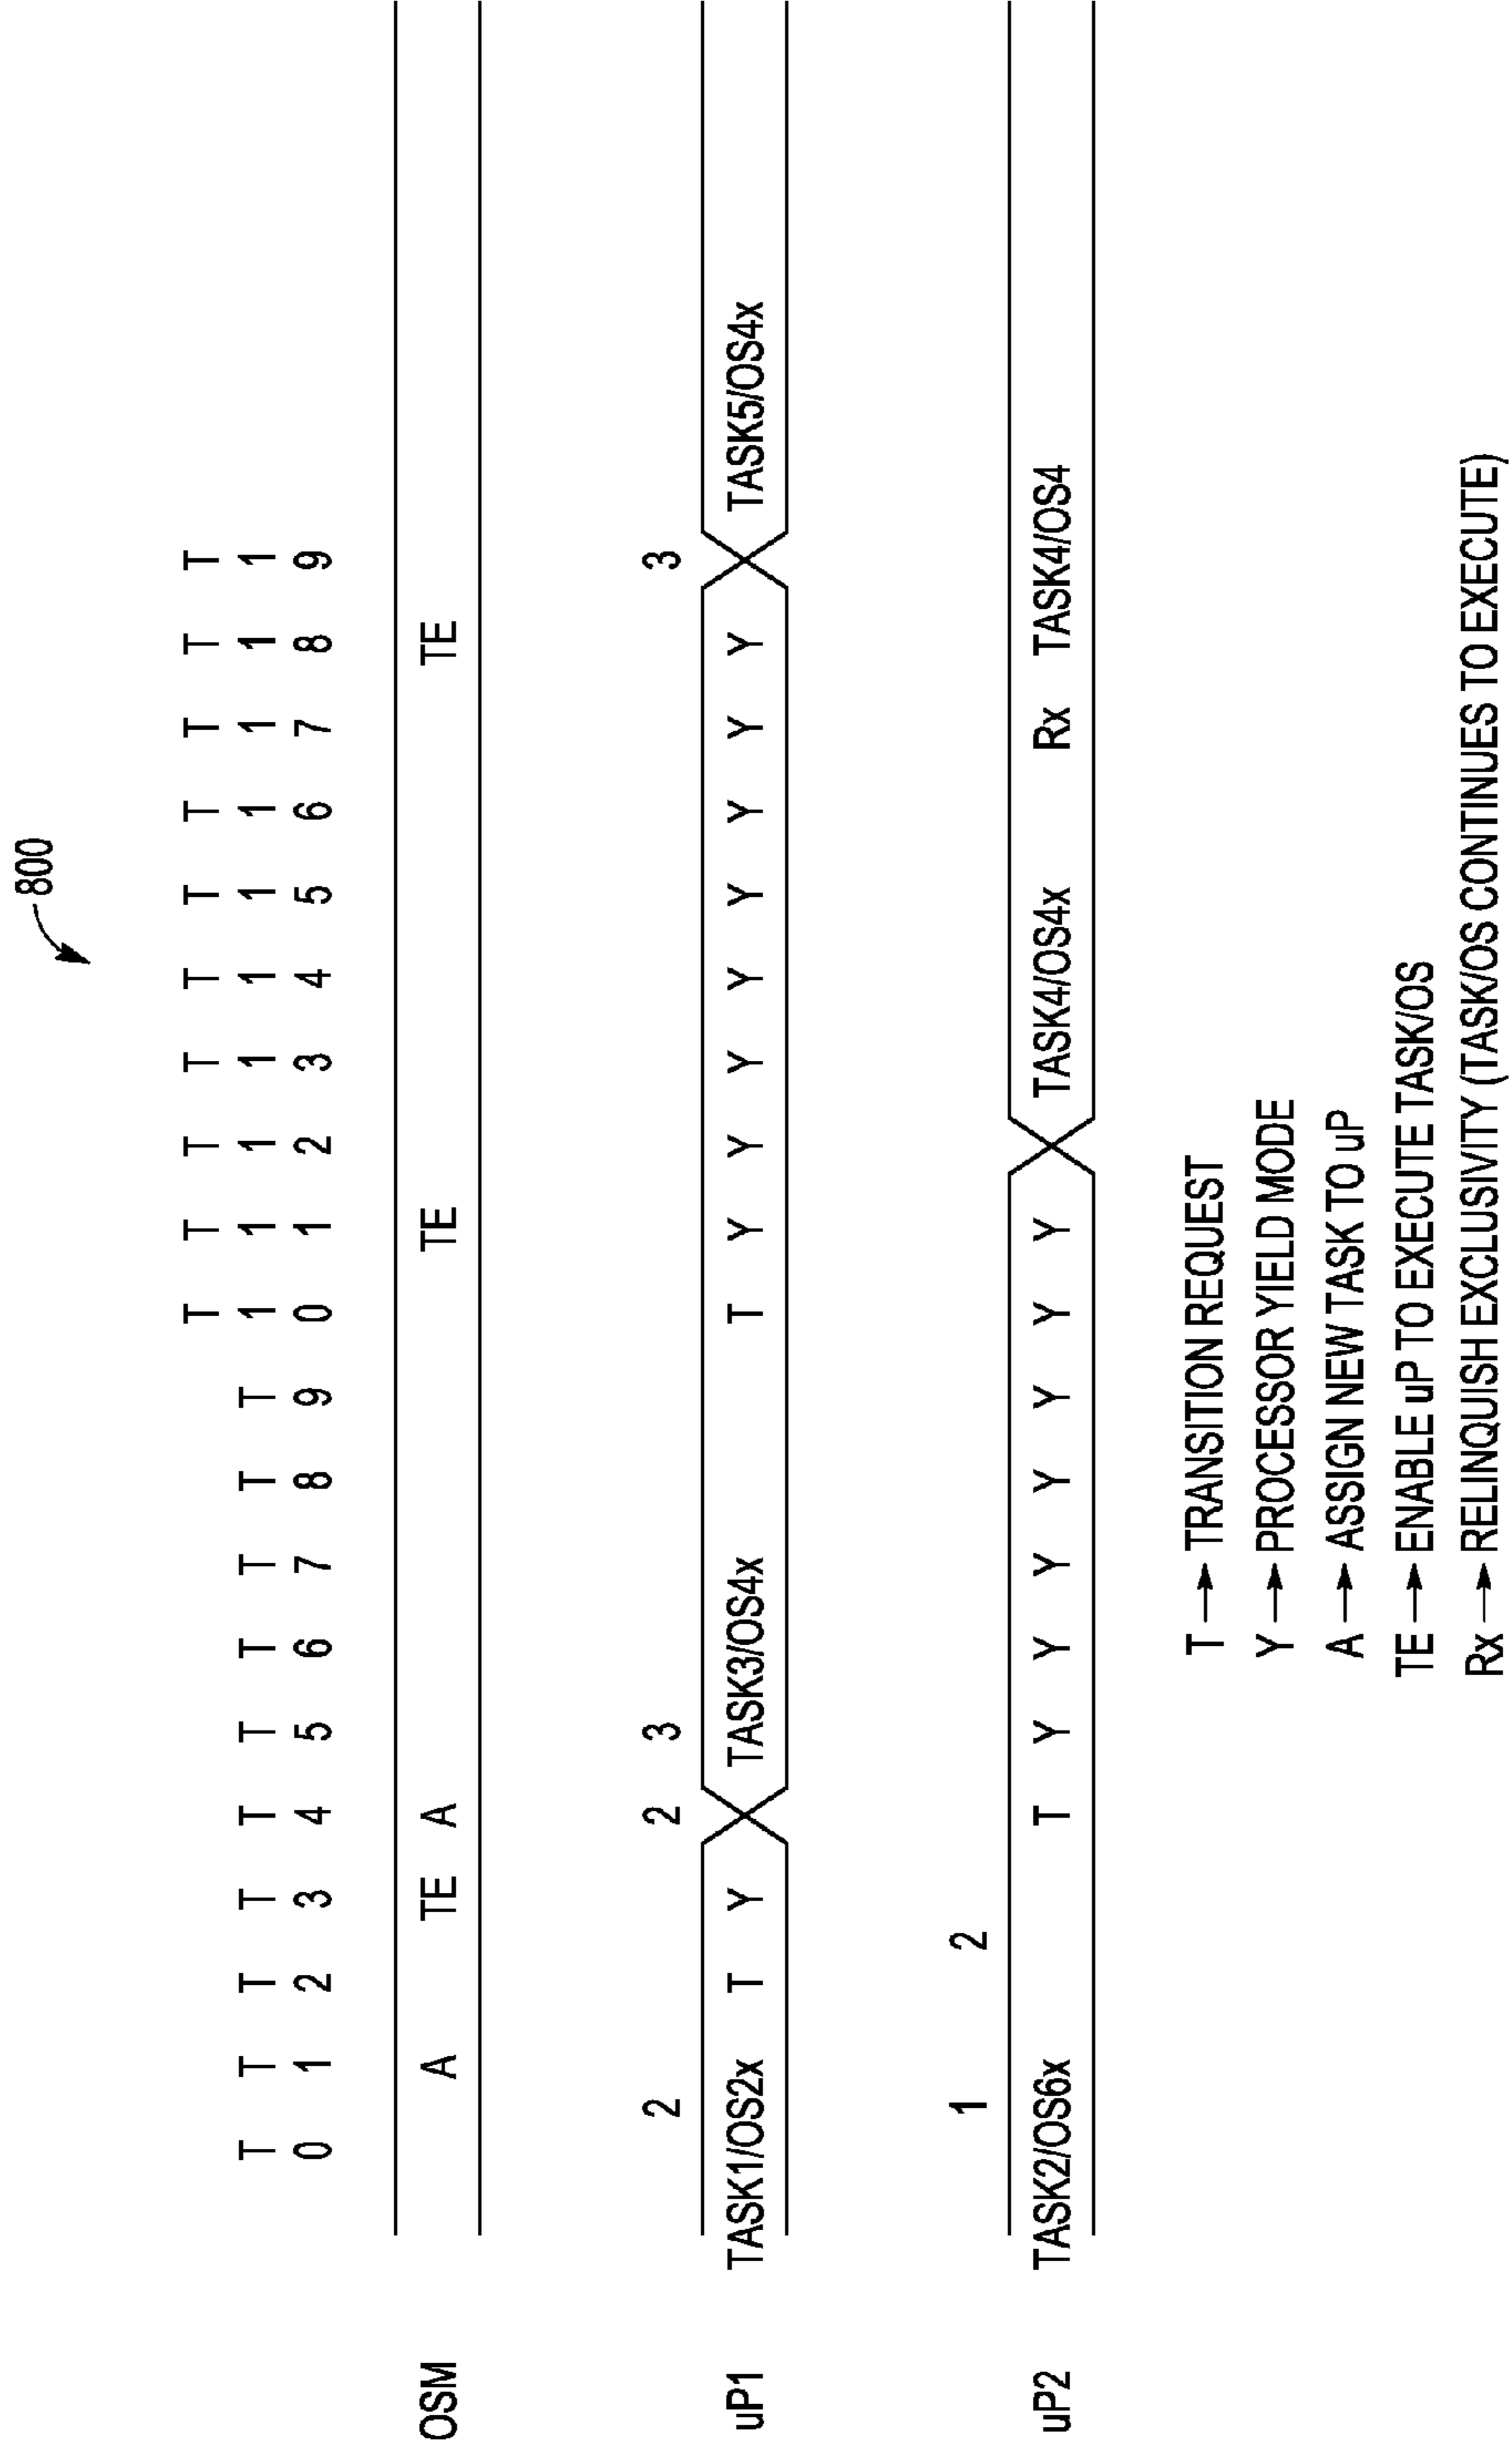 800
T0 T1 T2 T3 T4 T5 T6 T7 T8 T9 T10 T11 T12 T13 T14 T15 T16 T17 T18 T19
OSM A TE A TE TE
2 2 3 3
uP1 TASK1/OS2x T Y TASK3/OS4x T Y Y Y Y Y Y Y Y TASK5/OS4x
1 2
uP2 TASK2/OS6x T Y Y Y Y Y Y Y TASK4/OS4x Rx TASK4/OS4
T → TRANSITION REQUEST
Y → PROCESSOR YIELD MODE
A → ASSIGN NEW TASK TO uP
TE → ENABLE uP TO EXECUTE TASK/OS
Rx → RELINQUISH EXCLUSIVITY (TASK/OS CONTINUES TO EXECUTE)